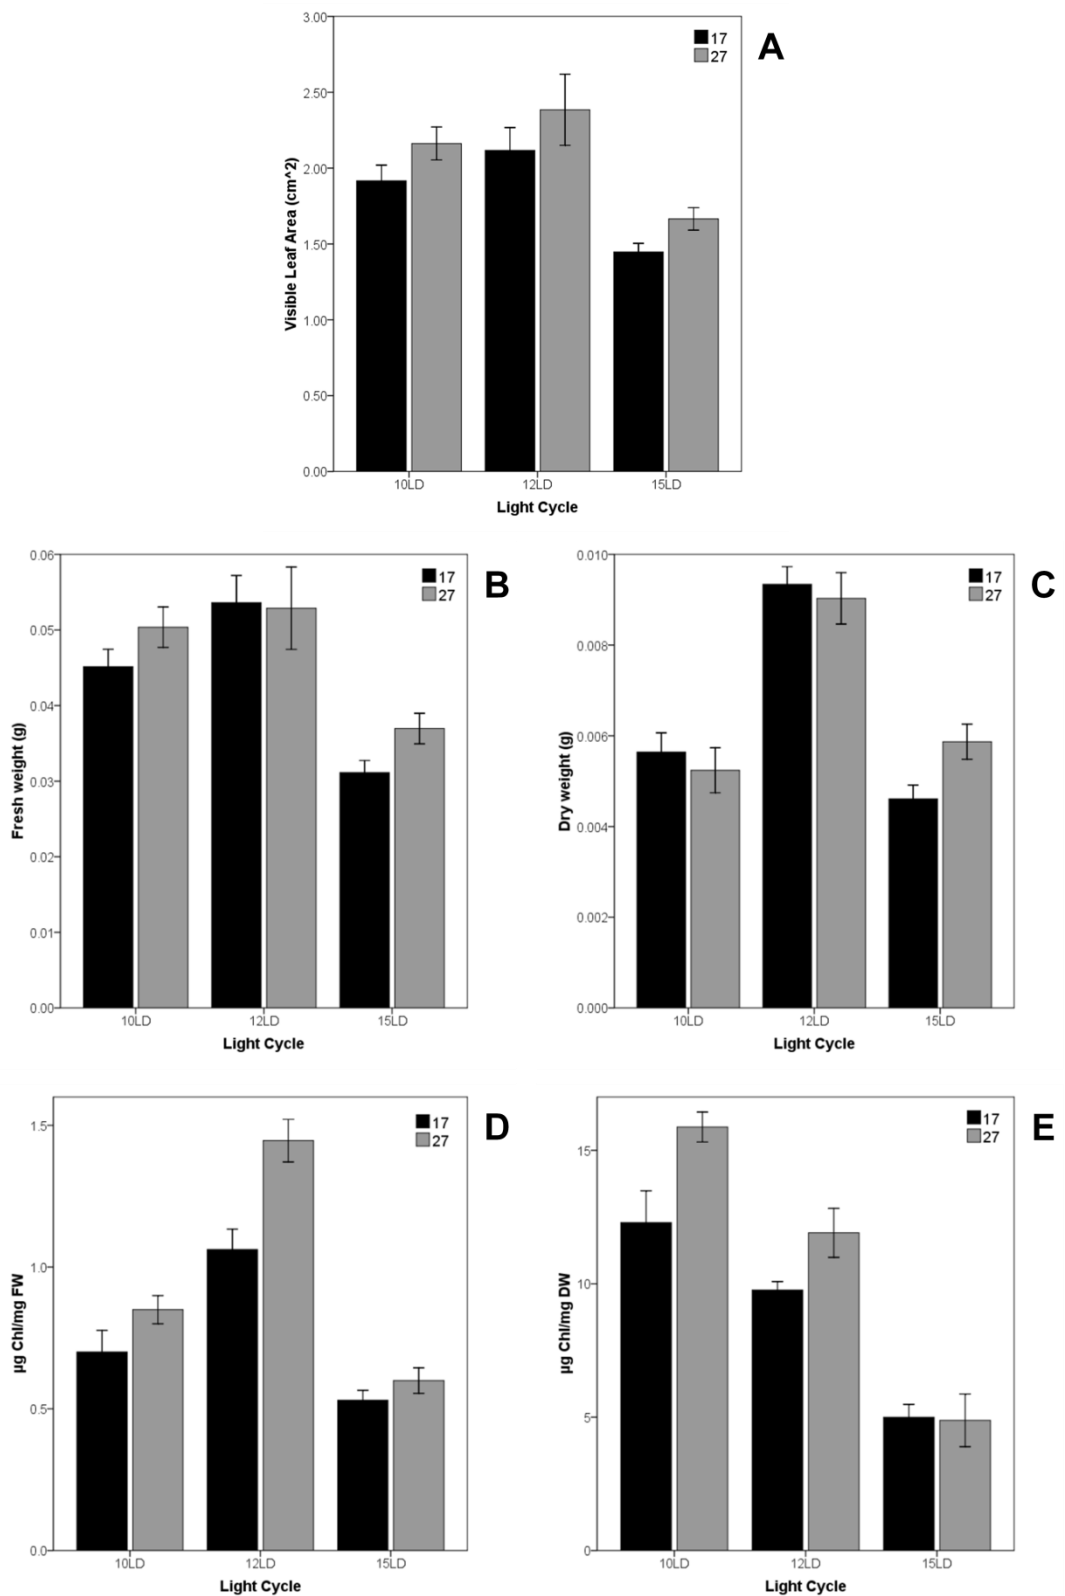 3.00
17
27
A
2.50
2.00
1.50
1.00
0.50
0.00
Visible Leaf Area (cm^2)
10LD 12LD 15LD
Light Cycle
0.06
17
27
B
0.05
0.04
0.03
0.02
0.01
0.00
Fresh weight (g)
10LD 12LD 15LD
Light Cycle
0.010
17
27
C
0.008
0.006
0.004
0.002
0.000
Dry weight (g)
10LD 12LD 15LD
Light Cycle
17
27
D
1.5
1.0
0.5
0.0
µg Chl/mg FW
10LD 12LD 15LD
Light Cycle
17
27
E
15
10
5
0
µg Chl/mg DW
10LD 12LD 15LD
Light Cycle